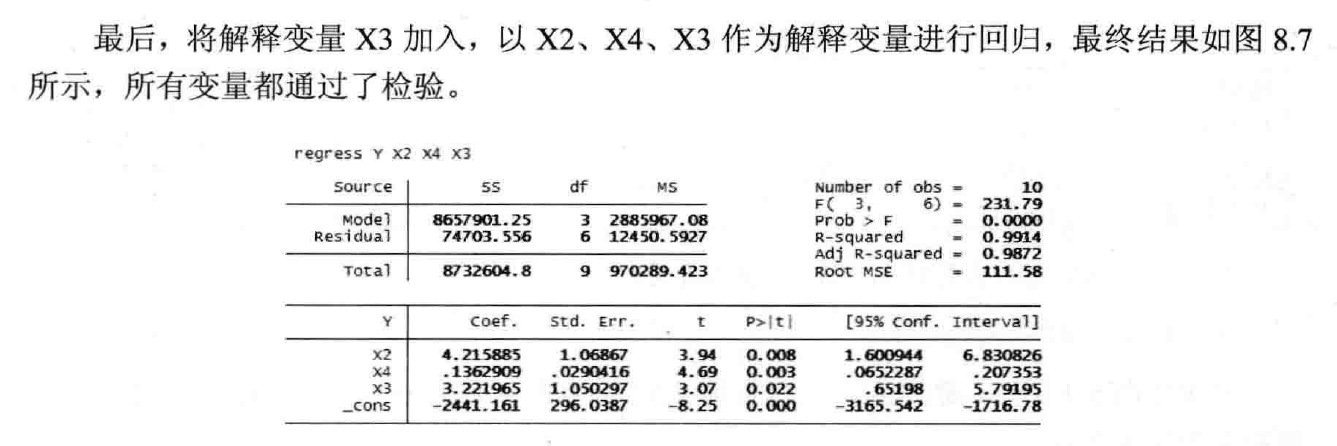 最后，将解释变量 X3 加入，以 X2、X4、X3 作为解释变量进行回归，最终结果如图 8.7
所示，所有变量都通过了检验。
regress Y X2 X4 X3
Source SS df MS Number of obs = 10
F( 3, 6) = 231.79
Model 8657901.25 3 2885967.08 Prob > F = 0.0000
Residual 74703.556 6 12450.5927 R-squared = 0.9914
Adj R-squared = 0.9872
Total 8732604.8 9 970289.423 Root MSE = 111.58
Y Coef. Std. Err. t P>|t| [95% Conf. Interval]
X2 4.215885 1.06867 3.94 0.008 1.600944 6.830826
X4 .1362909 .0290416 4.69 0.003 .0652287 .207353
X3 3.221965 1.050297 3.07 0.022 .65198 5.79195
_cons -2441.161 296.0387 -8.25 0.000 -3165.542 -1716.78